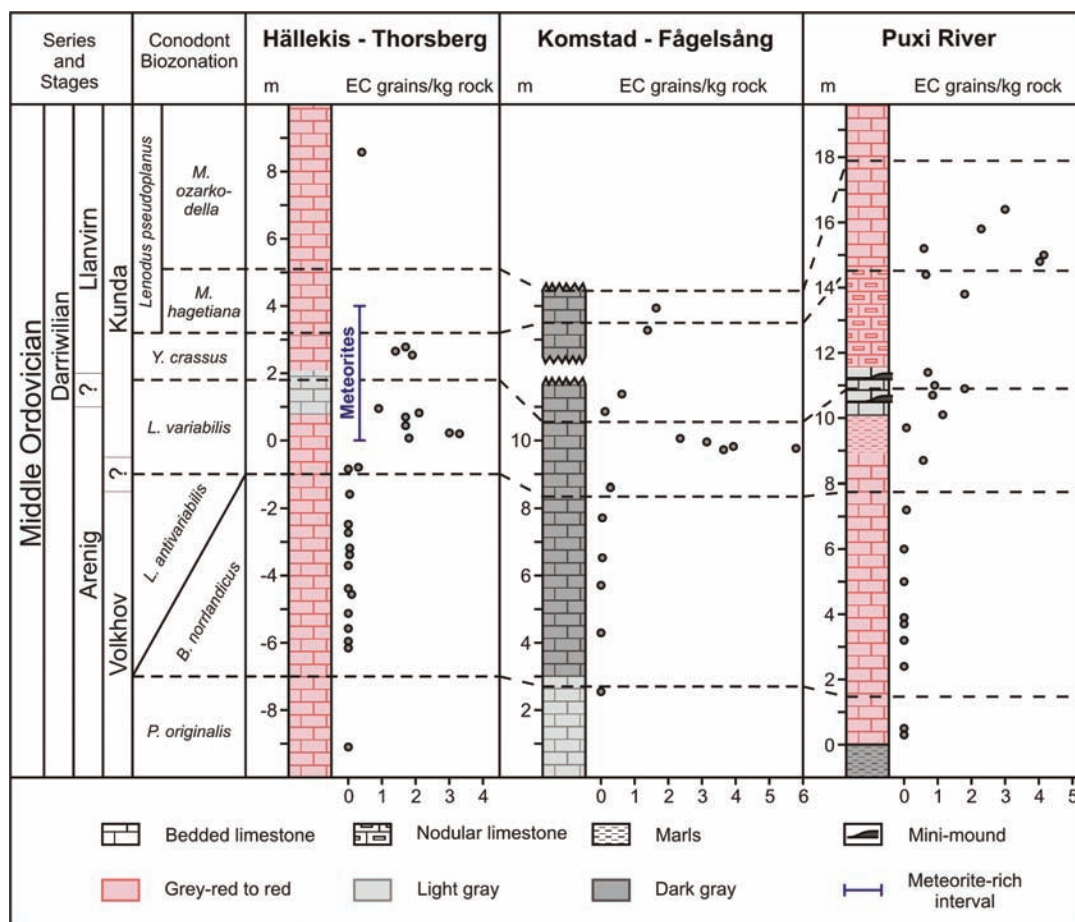 Series
and
Stages
Conodont
Biozonation
Hällekis - Thorsberg
m
EC grains/kg rock
Komstad - Fågelsång
m
EC grains/kg rock
Puxi River
m
EC grains/kg rock
Middle Ordovician
Darriwilian
Llanvirn
?
Arenig
Kunda
?
Volkhov
Lenodus pseudoplanus
M.
ozarko-
della
M.
hagetiana
Y. crassus
L. variabilis
L. antivariabilis
B. norrlandicus
P. originalis
8
6
4
2
0
-2
-4
-6
-8
Meteorites
10
8
6
4
2
18
16
14
12
10
8
6
4
2
0
0 1 2 3 4
0 1 2 3 4 5 6
0 1 2 3 4 5
Bedded limestone
Nodular limestone
Marls
Mini-mound
Grey-red to red
Light gray
Dark gray
Meteorite-rich
interval